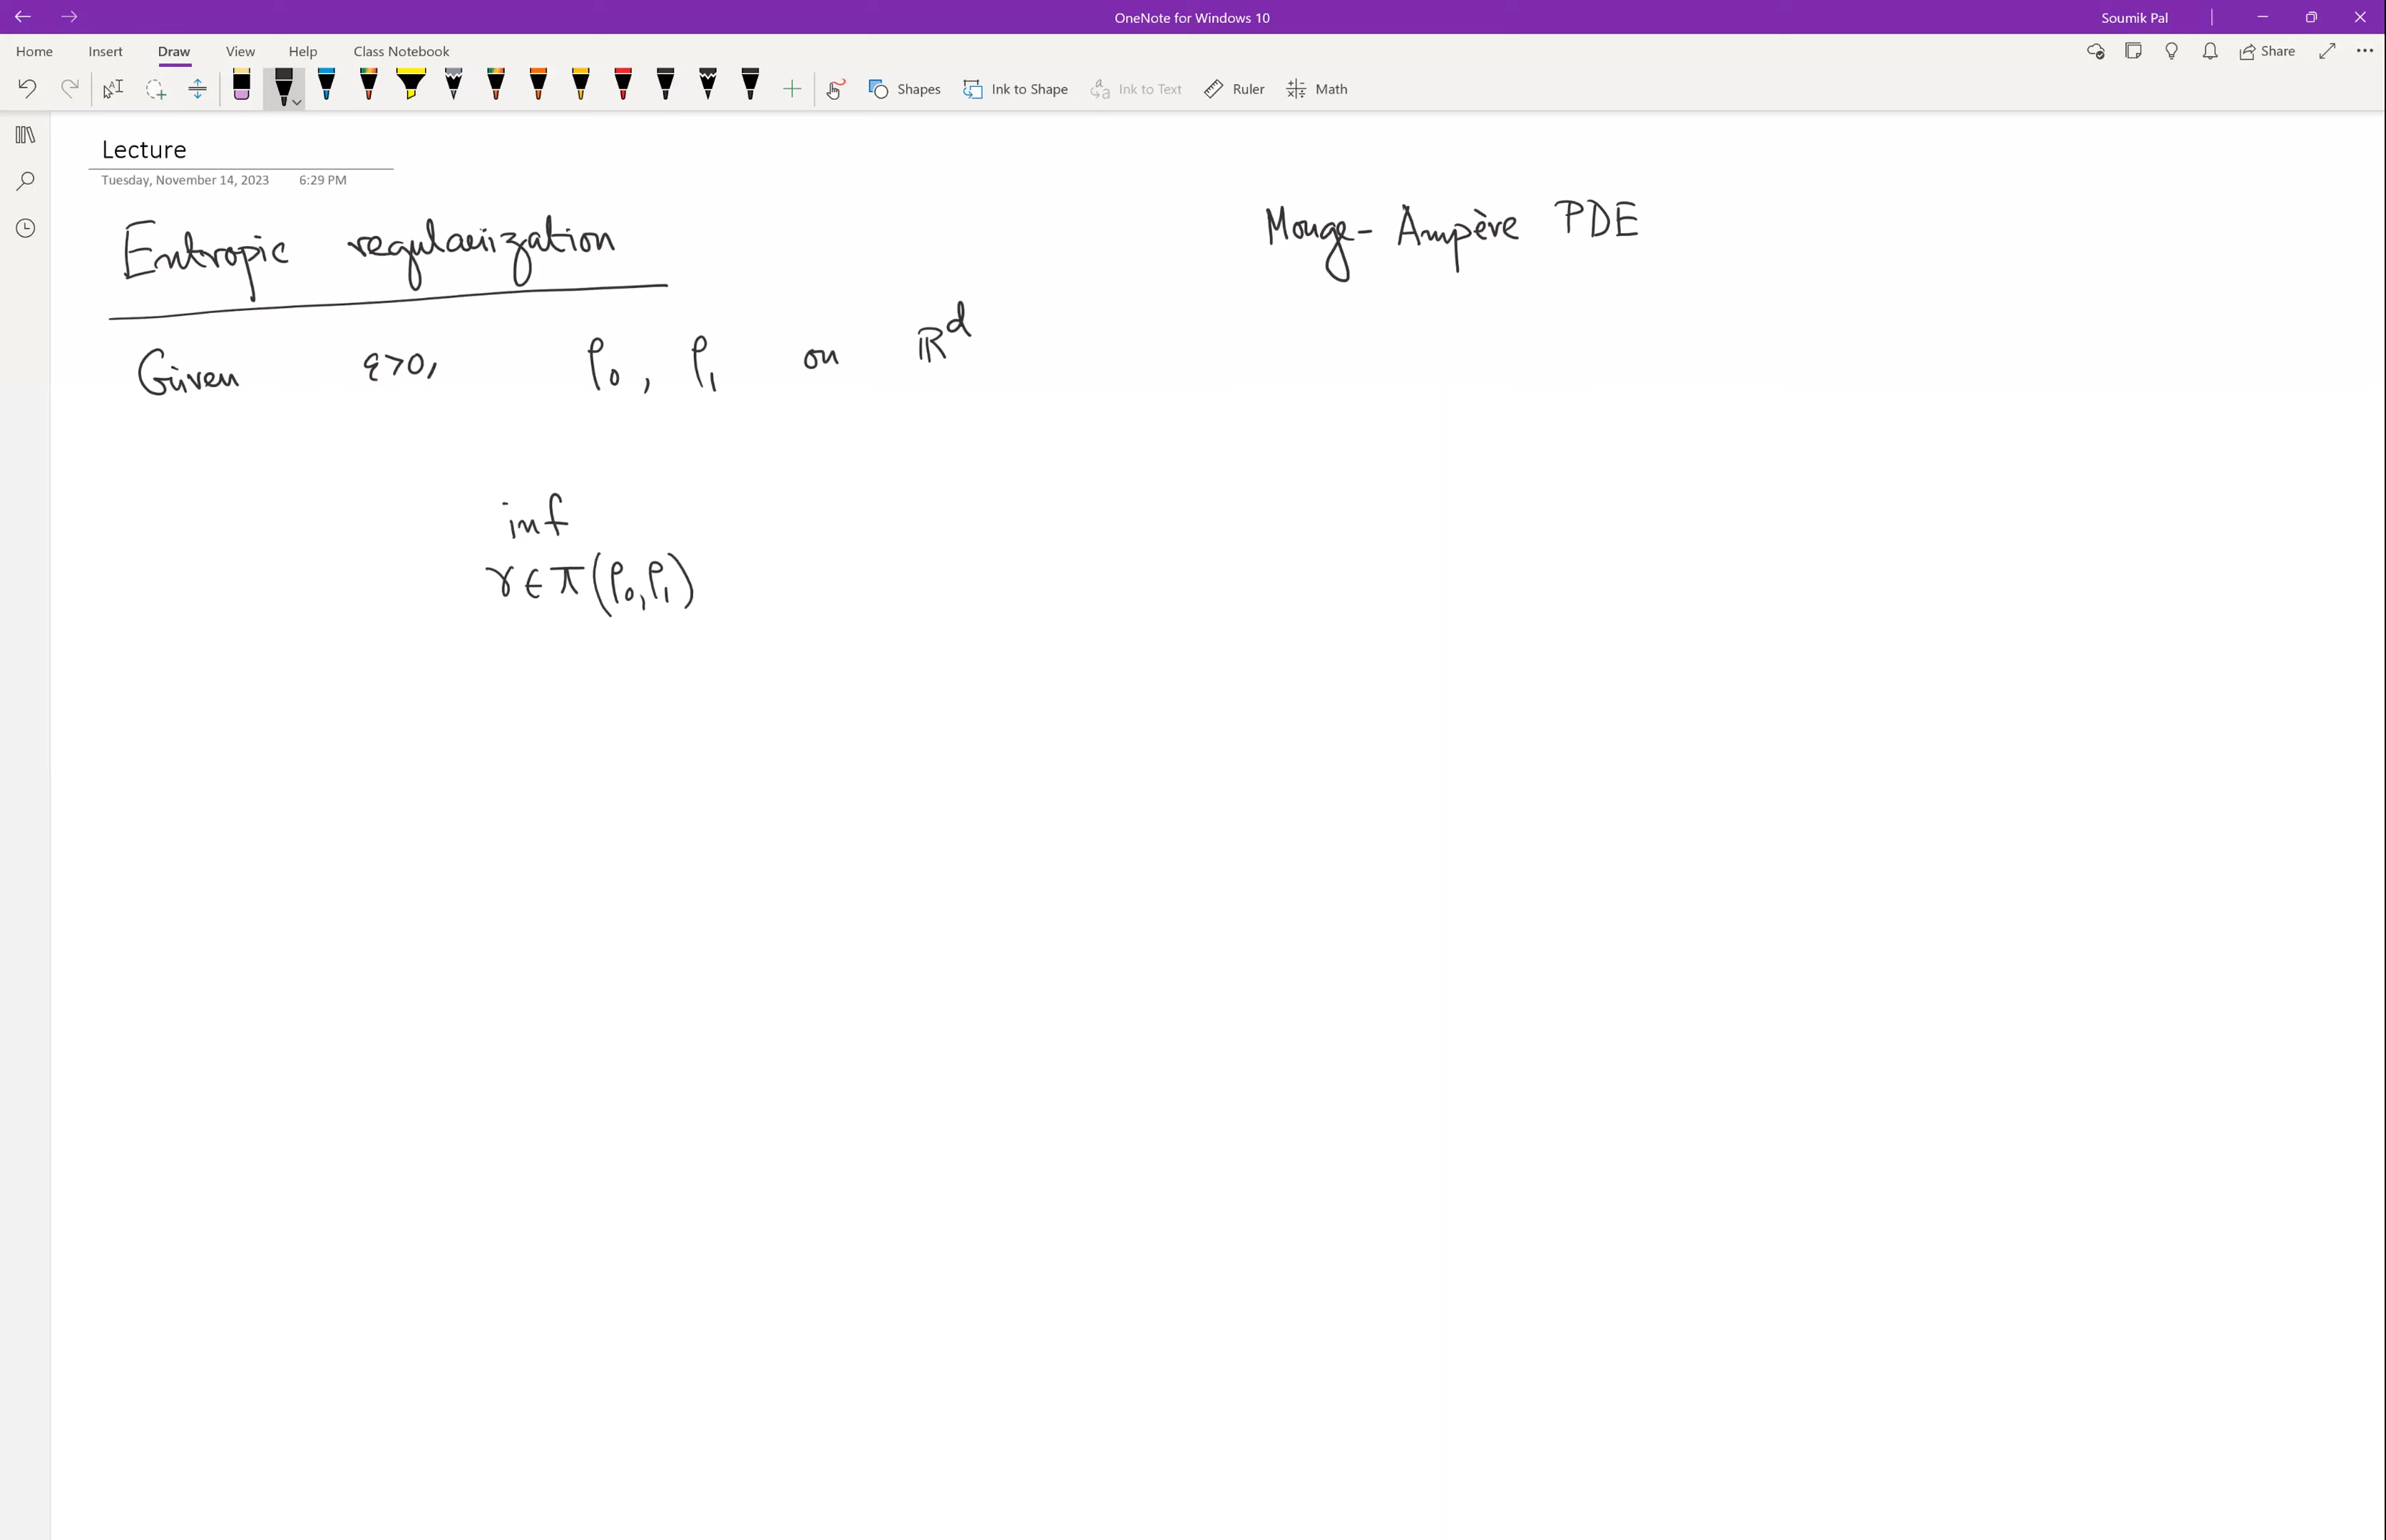 OneNote for Windows 10
Soumik Pal
Home Insert Draw View Help Class Notebook
Share
Shapes Ink to Shape Ink to Text Ruler Math
Lecture
Tuesday, November 14, 2023 6:29 PM
Entropic regularization
Monge-Ampère PDE
Given ε>0, ρ₀, ρ₁ on ℝᵈ
inf
γ∈π(ρ₀,ρ₁)